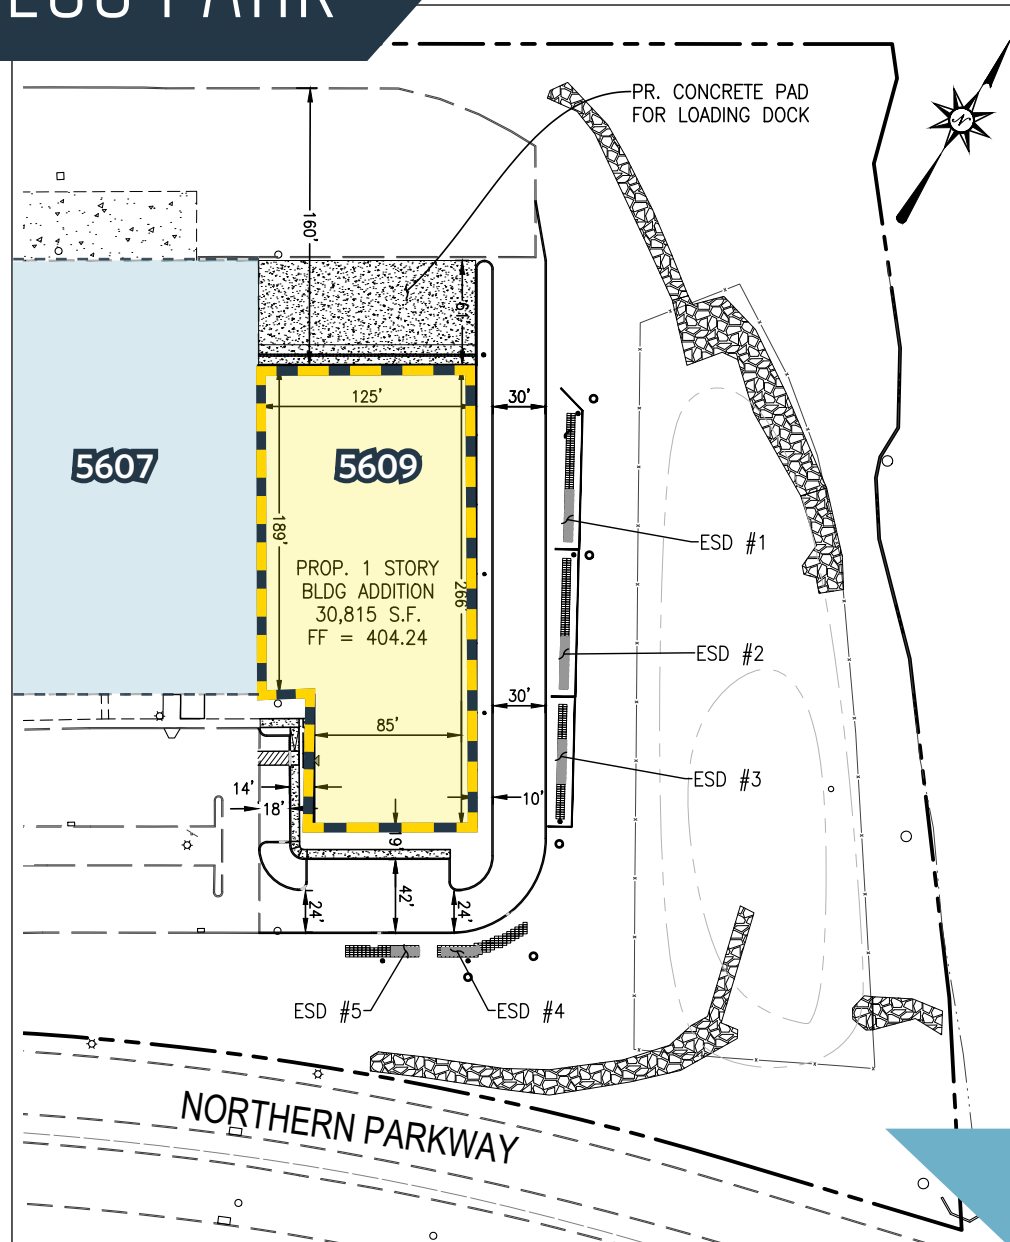 PARK
PR. CONCRETE PAD
FOR LOADING DOCK
160'
125'
30'
5607
5609
189'
266'
PROP. 1 STORY
BLDG ADDITION
30,815 S.F.
FF = 404.24
ESD #1
ESD #2
30'
85'
ESD #3
14'
18'
10'
19'
42'
24'
24'
ESD #5
ESD #4
NORTHERN PARKWAY
N